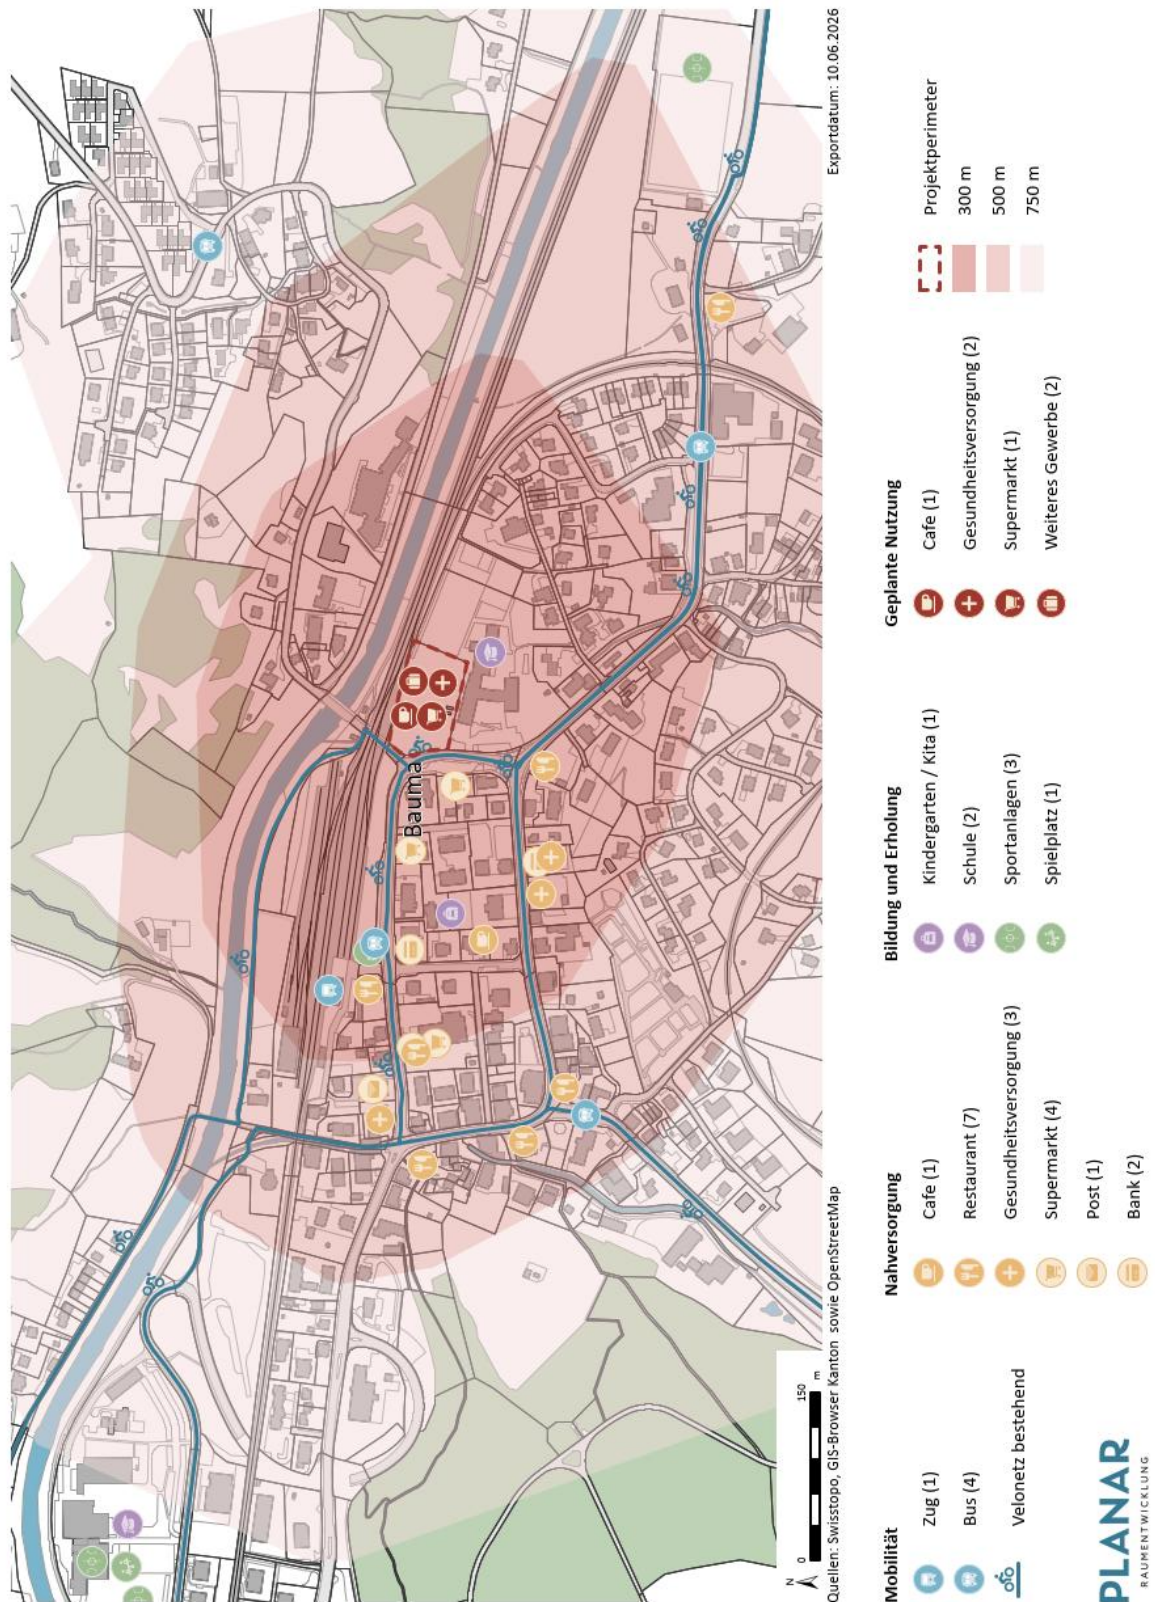 Bauma
N
0
150
m
Quellen: Swisstopo, GIS-Browser Kanton sowie OpenStreetMap
Exportdatum: 10.06.2026
Mobilität
Zug (1)
Bus (4)
Velonetz bestehend
Nahversorgung
Cafe (1)
Restaurant (7)
Gesundheitsversorgung (3)
Supermarkt (4)
Post (1)
Bank (2)
Bildung und Erholung
Kindergarten / Kita (1)
Schule (2)
Sportanlagen (3)
Spielplatz (1)
Geplante Nutzung
Cafe (1)
Gesundheitsversorgung (2)
Supermarkt (1)
Weiteres Gewerbe (2)
Projektperimeter
300 m
500 m
750 m
PLANAR
RAUMENTWICKLUNG